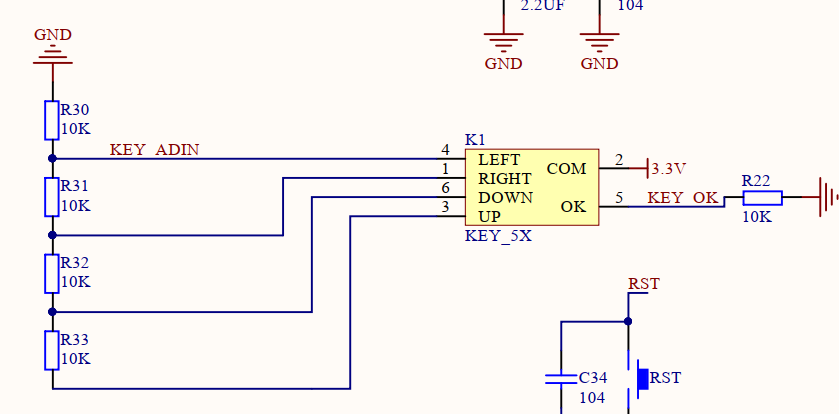 2.2UF
104
GND
GND
GND
R30
10K
KEY_ADIN
R31
10K
R32
10K
R33
10K
K1
4
LEFT
1
RIGHT
6
DOWN
3
UP
COM
2
3.3V
OK
5
KEY_OK
KEY_5X
R22
10K
RST
C34
104
RST